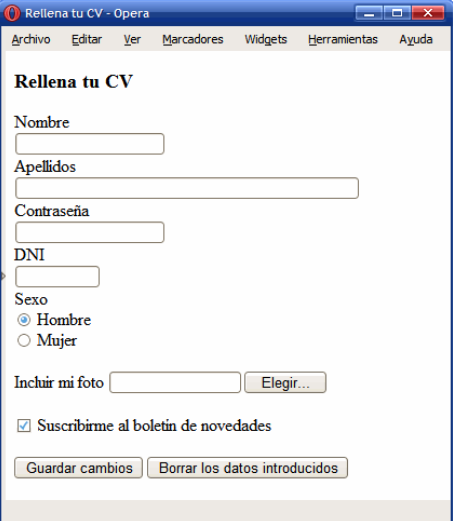 Rellena tu CV - Opera
Archivo Editar Ver Marcadores Widgets Herramientas Ayuda
Rellena tu CV
Nombre
Apellidos
Contraseña
DNI
Sexo
Hombre
Mujer
Incluir mi foto Elegir...
Suscribirme al boletín de novedades
Guardar cambios Borrar los datos introducidos